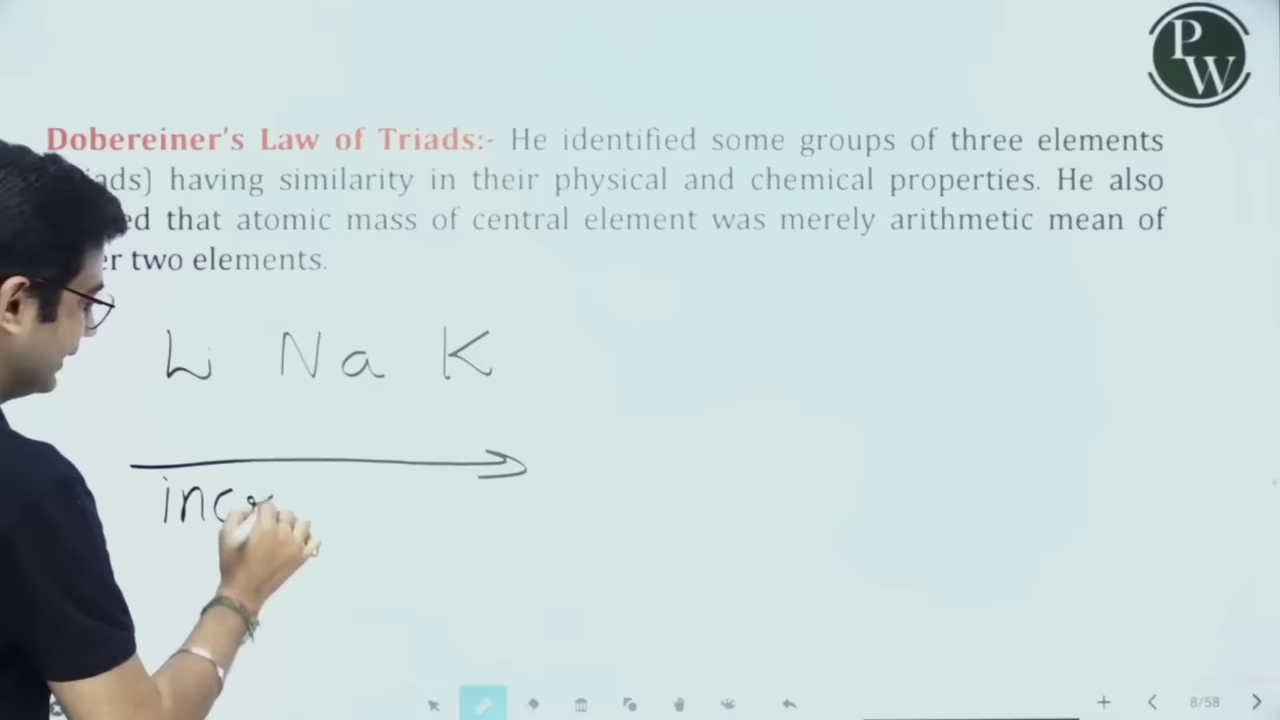 PW
Dobereiner's Law of Triads:- He identified some groups of three elements
having similarity in their physical and chemical properties. He also
that atomic mass of central element was merely arithmetic mean of
two elements.
Li Na K
8/58